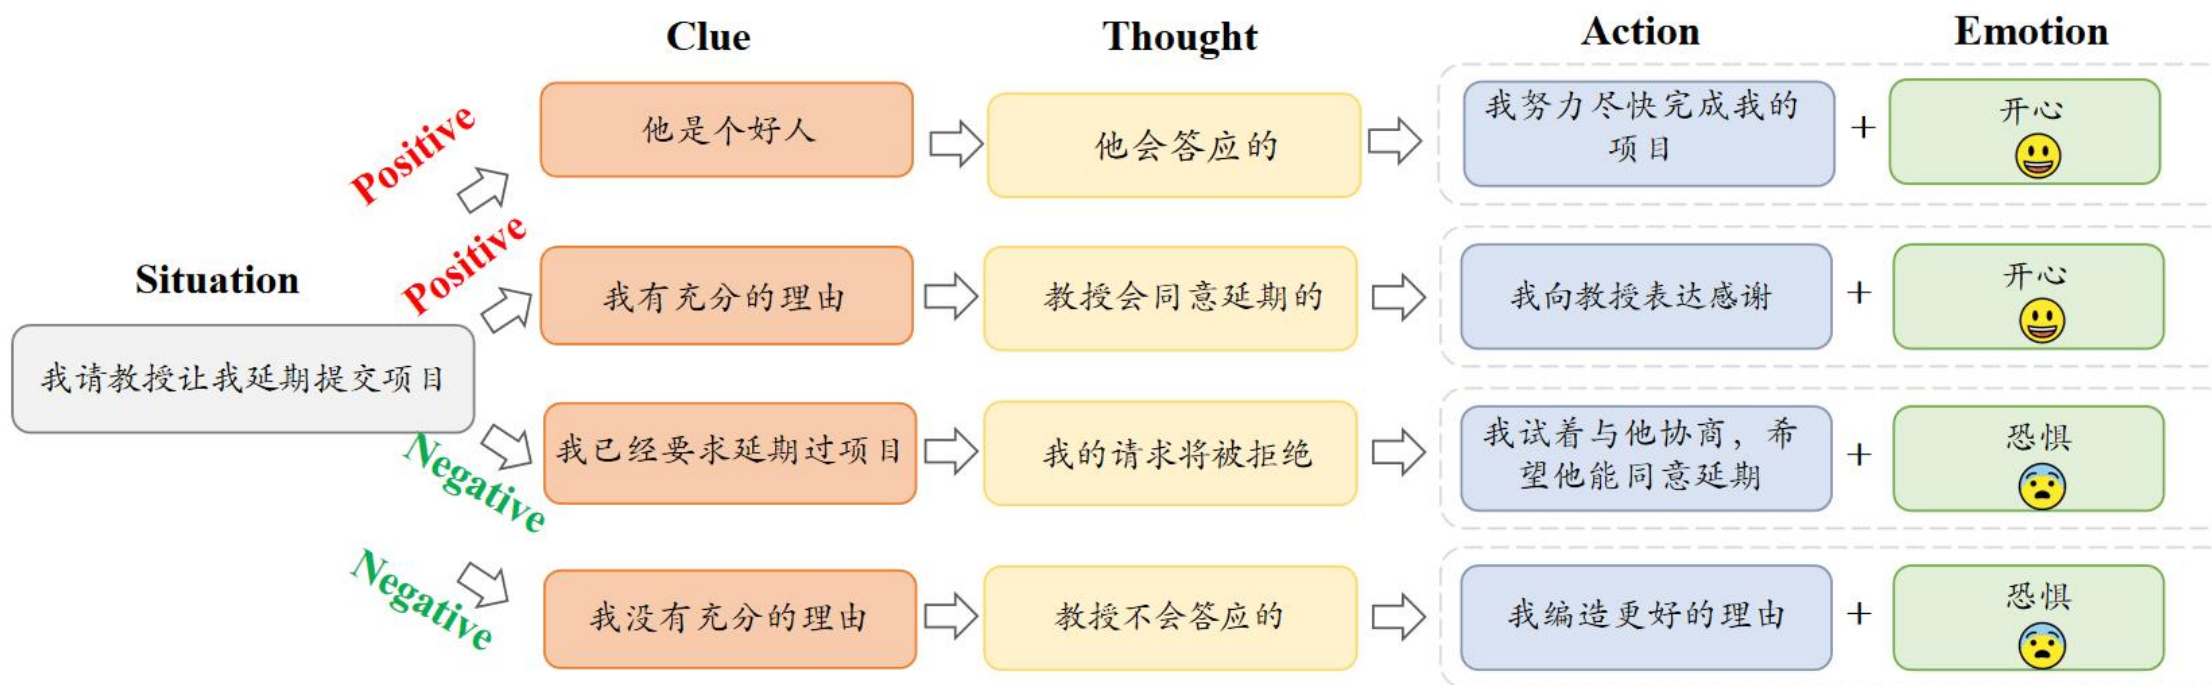 Clue
Thought
Action
Emotion
Positive
他是个好人
他会答应的
我努力尽快完成我的
项目
+
开心
Situation
我请教授让我延期提交项目
Positive
我有充分的理由
教授会同意延期的
我向教授表达感谢
+
开心
Negative
我已经要求延期过项目
我的请求将被拒绝
我试着与他协商，希
望他能同意延期
+
恐惧
Negative
我没有充分的理由
教授不会答应的
我编造更好的理由
+
恐惧